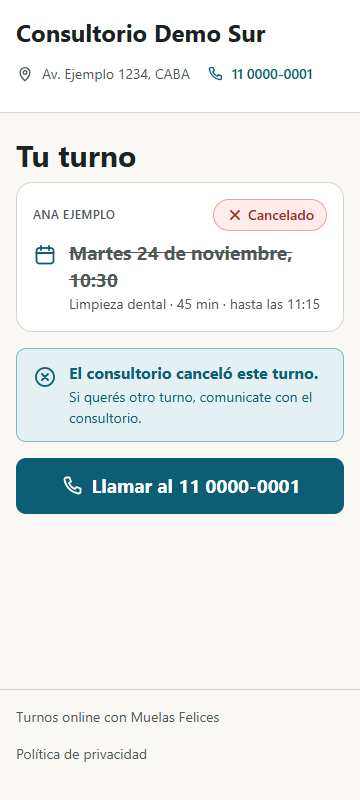 Consultorio Demo Sur
Av. Ejemplo 1234, CABA
11 0000-0001
Tu turno
ANA EJEMPLO
Cancelado
Martes 24 de noviembre,
10:30
Limpieza dental · 45 min · hasta las 11:15
El consultorio canceló este turno.
Si querés otro turno, comunicate con el
consultorio.
Llamar al 11 0000-0001
Turnos online con Muelas Felices
Política de privacidad